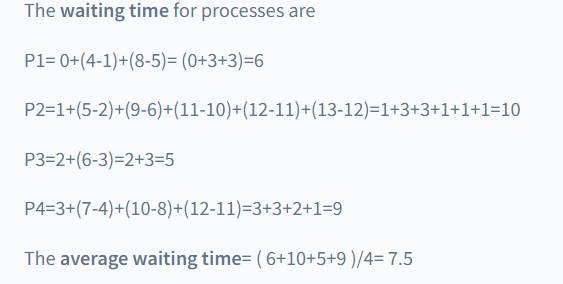 The waiting time for processes are
P1= 0+(4-1)+(8-5)= (0+3+3)=6
P2=1+(5-2)+(9-6)+(11-10)+(12-11)+(13-12)=1+3+3+1+1+1=10
P3=2+(6-3)=2+3=5
P4=3+(7-4)+(10-8)+(12-11)=3+3+2+1=9
The average waiting time= ( 6+10+5+9 )/4= 7.5